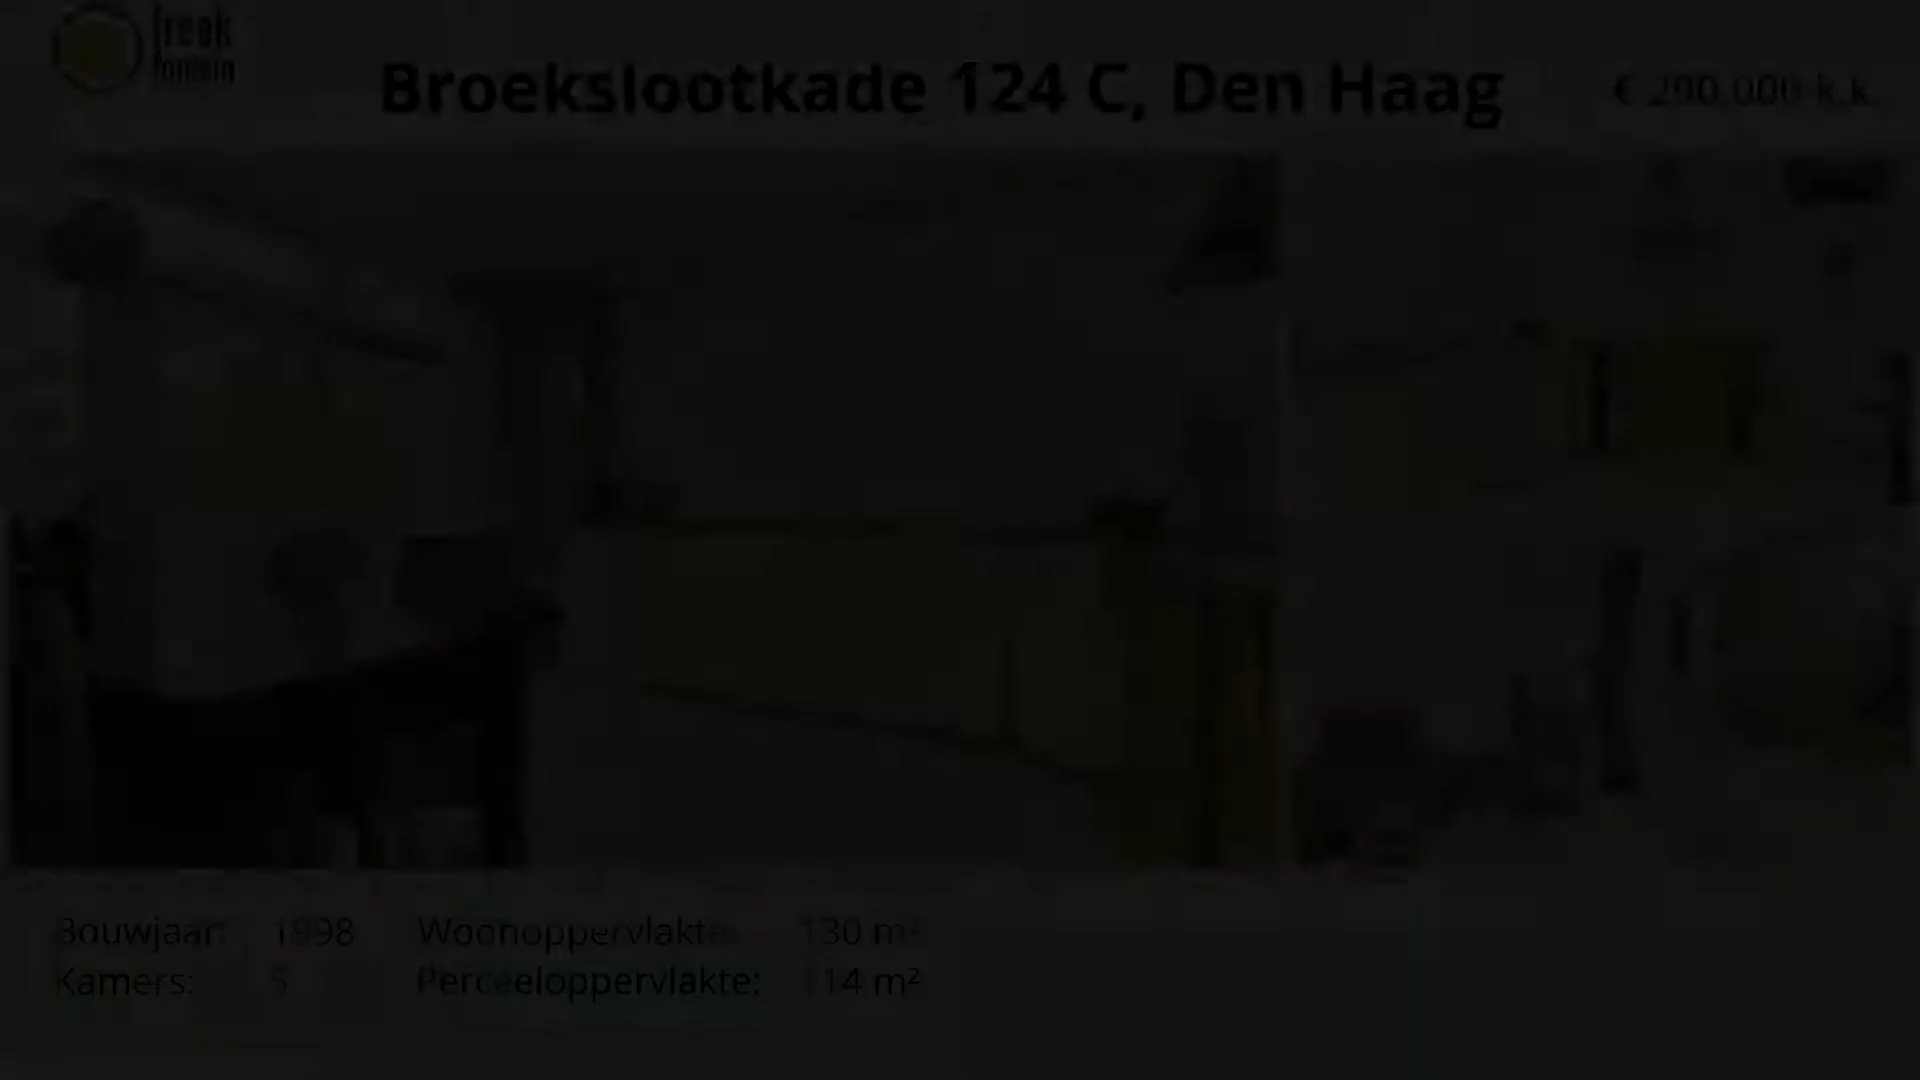 freek
fontein
Broekslootkade 124 C, Den Haag
€ 290.000 k.k.
Bouwjaar: 1998 Woonoppervlakte: 130 m²
Kamers: 5 Perceeloppervlakte: 114 m²